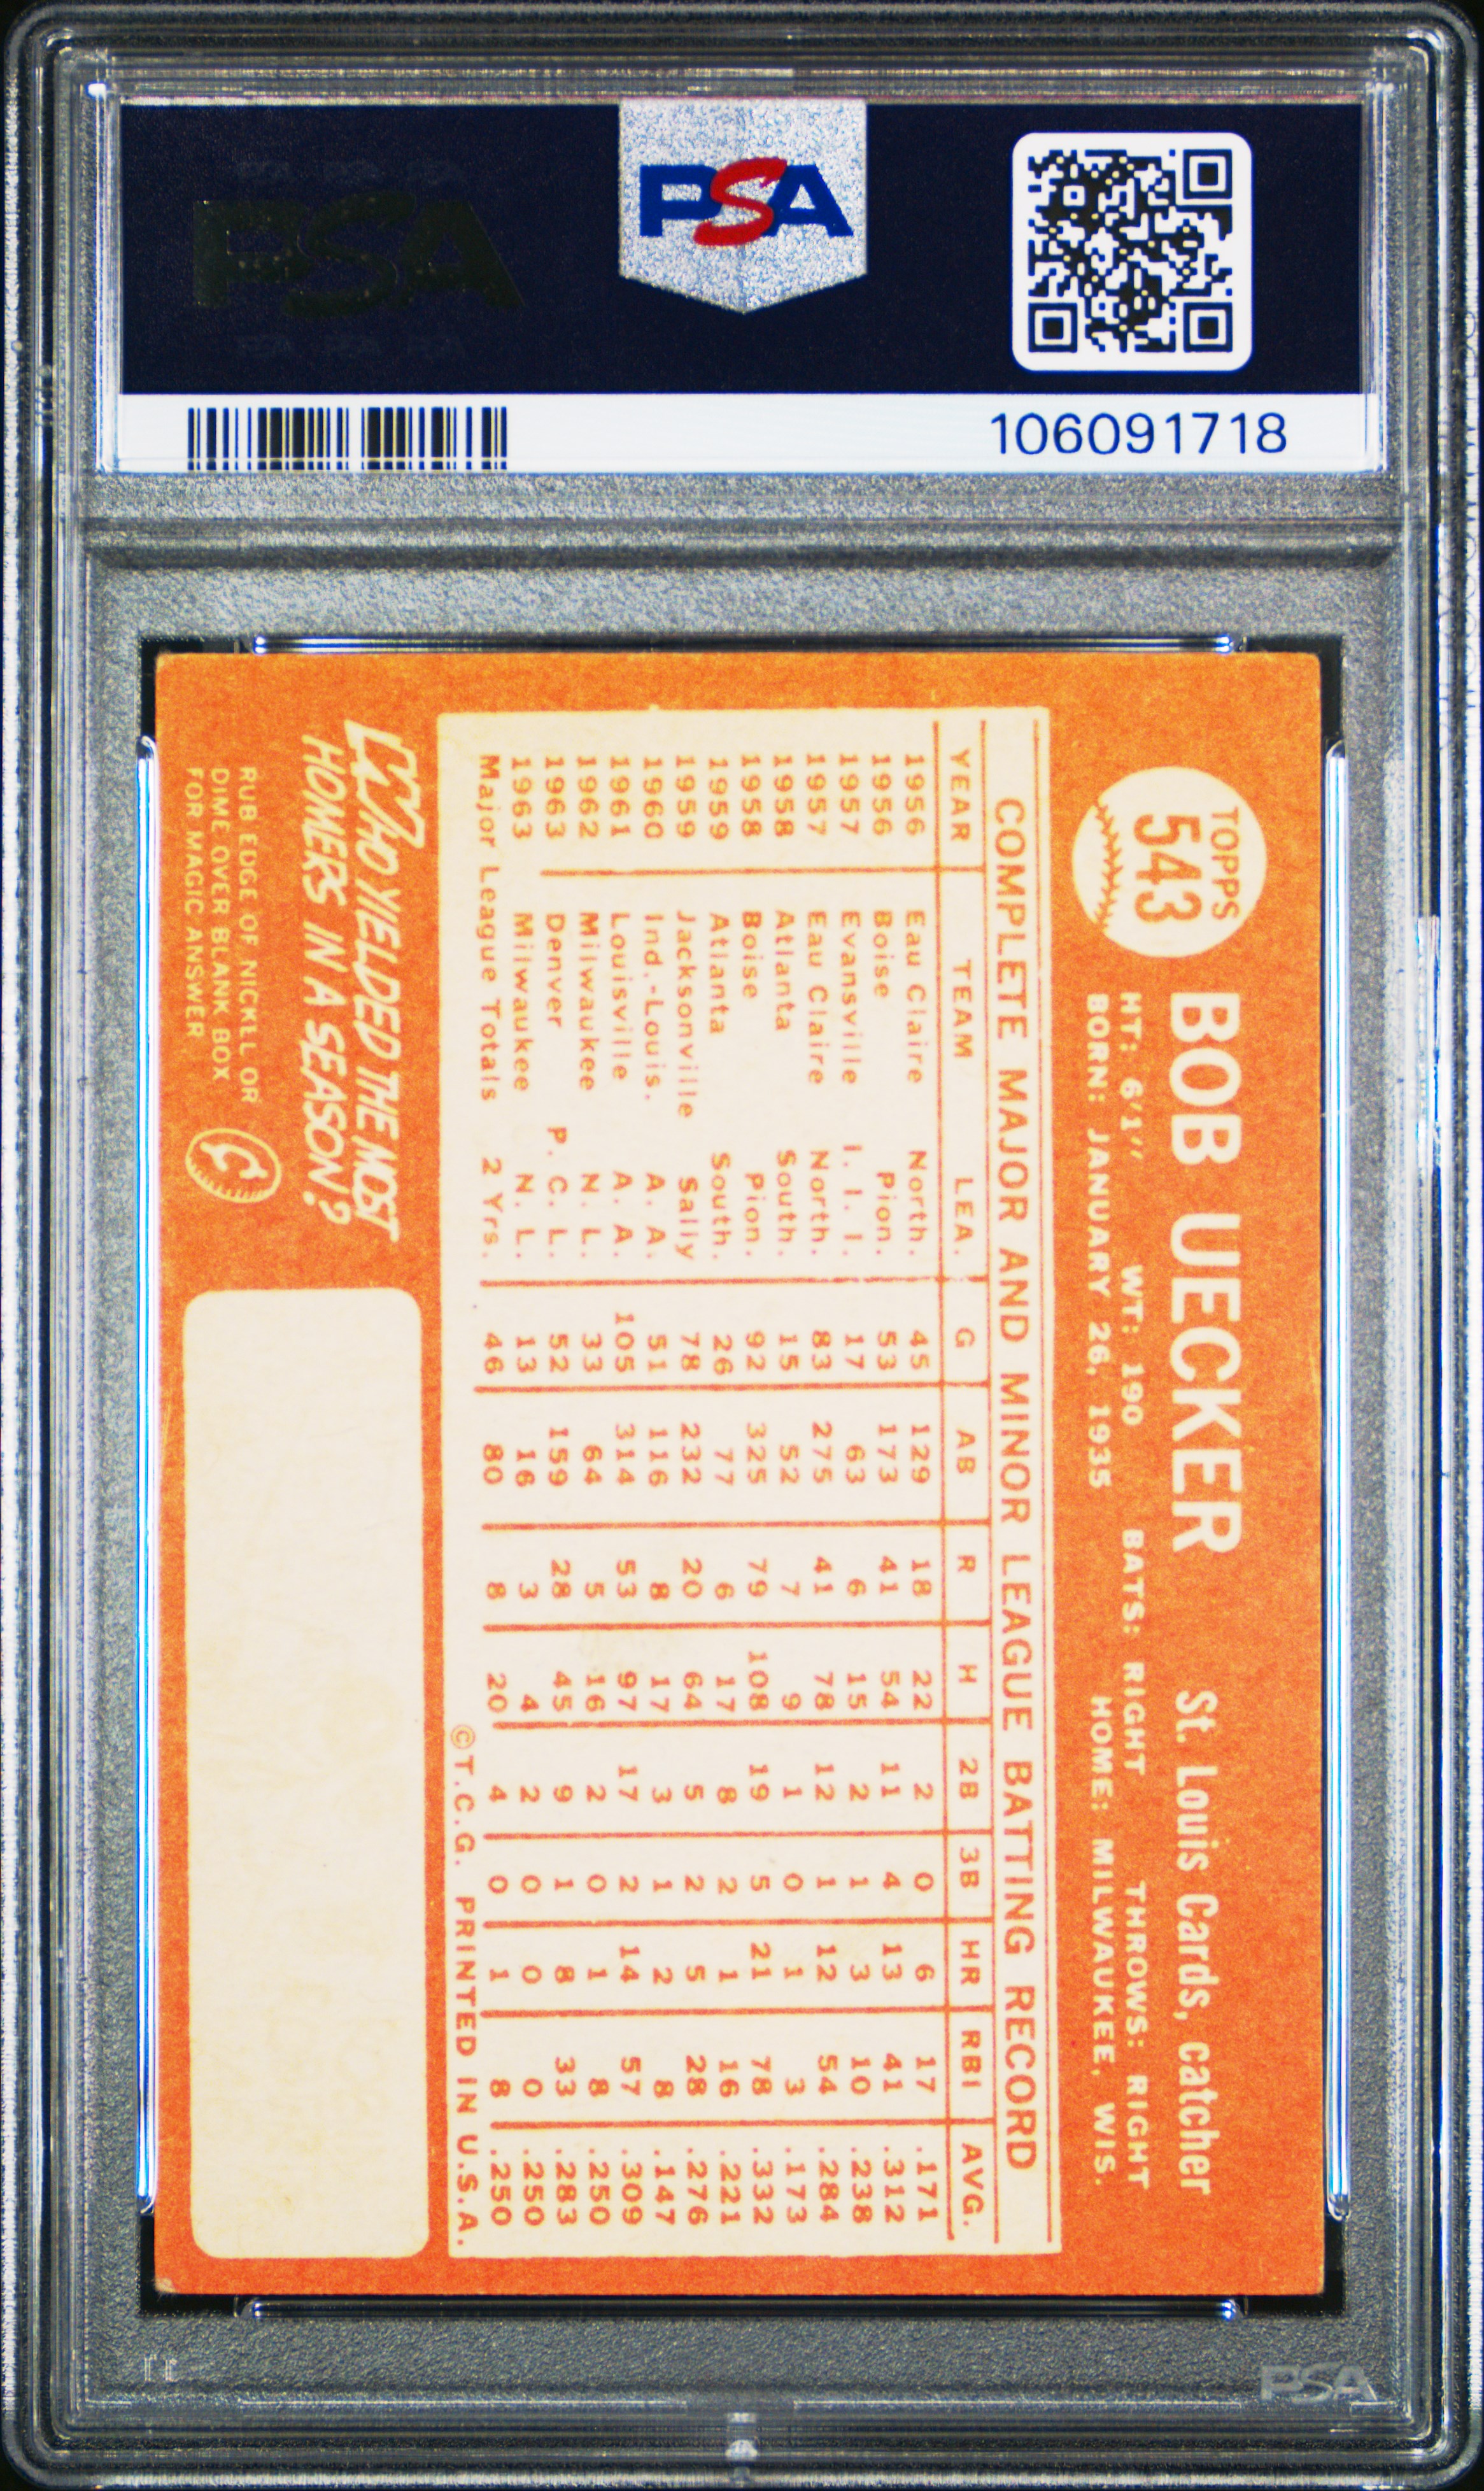 PSA
PSA
106091718
TOPPS
543
BOB UECKER
St. Louis Cards, catcher
HT: 6'1" WT: 190 BATS: RIGHT THROWS: RIGHT
BORN: JANUARY 26, 1935 HOME: MILWAUKEE, WIS.
COMPLETE MAJOR AND MINOR LEAGUE BATTING RECORD
YEAR TEAM LEA. G AB R H 2B 3B HR RBI AVG.
1956 Eau Claire North. 45 129 18 22 2 0 6 17 .171
1956 Boise Pion. 53 173 41 54 11 4 13 41 .312
1957 Evansville I. I. I. 17 63 6 15 2 1 3 10 .238
1957 Eau Claire North. 83 275 41 78 12 1 12 54 .284
1958 Atlanta South. 15 52 7 9 1 0 1 3 .173
1958 Boise Pion. 92 325 79 108 19 5 21 78 .332
1959 Atlanta South. 26 77 6 17 8 2 1 16 .221
1959 Jacksonville Sally 78 232 20 64 5 2 5 28 .276
1960 Ind.-Louis. A. A. 51 116 8 17 3 1 2 8 .147
1961 Louisville A. A. 105 314 53 97 17 2 14 57 .309
1962 Milwaukee N. L. 33 64 5 16 2 0 1 8 .250
1963 Denver P. C. L. 52 159 28 45 9 1 8 33 .283
1963 Milwaukee N. L. 13 16 3 4 2 0 0 0 .250
Major League Totals 2 Yrs. 46 80 8 20 4 0 1 8 .250
©T.C.G. PRINTED IN U.S.A.
WHO YIELDED THE MOST
HOMERS IN A SEASON?
RUB EDGE OF NICKEL OR
DIME OVER BLANK BOX
FOR MAGIC ANSWER
PSA